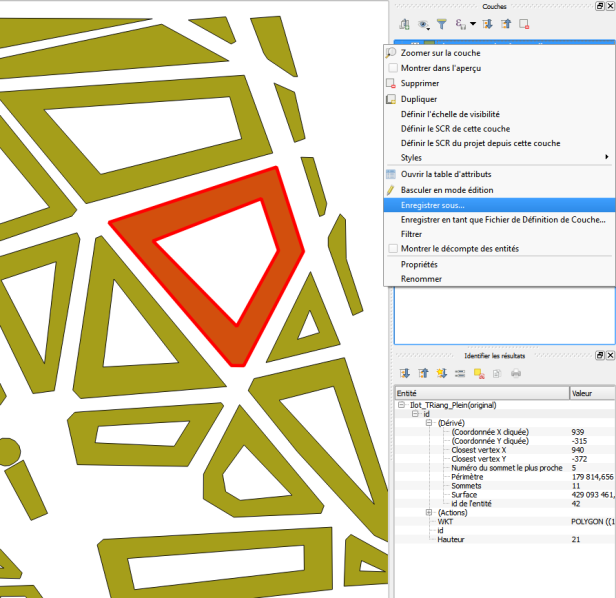 Couches
Zoomer sur la couche
Montrer dans l'aperçu
Supprimer
Dupliquer
Définir l'échelle de visibilité
Définir le SCR de cette couche
Définir le SCR du projet depuis cette couche
Styles
Ouvrir la table d'attributs
Basculer en mode édition
Enregistrer sous...
Enregistrer en tant que Fichier de Définition de Couche...
Filtrer
Montrer le décompte des entités
Propriétés
Renommer
Identifier les résultats
Entité Valeur
Ilot_TRiang_Plein(original)
id
(Dérivé)
(Coordonnée X cliquée) 939
(Coordonnée Y cliquée) -315
Closest vertex X 940
Closest vertex Y -372
Numéro du sommet le plus proche 5
Périmètre 179 814,656
Sommets 11
Surface 429 093 461,
id de l'entité 42
(Actions)
WKT POLYGON ((1
id
Hauteur 21